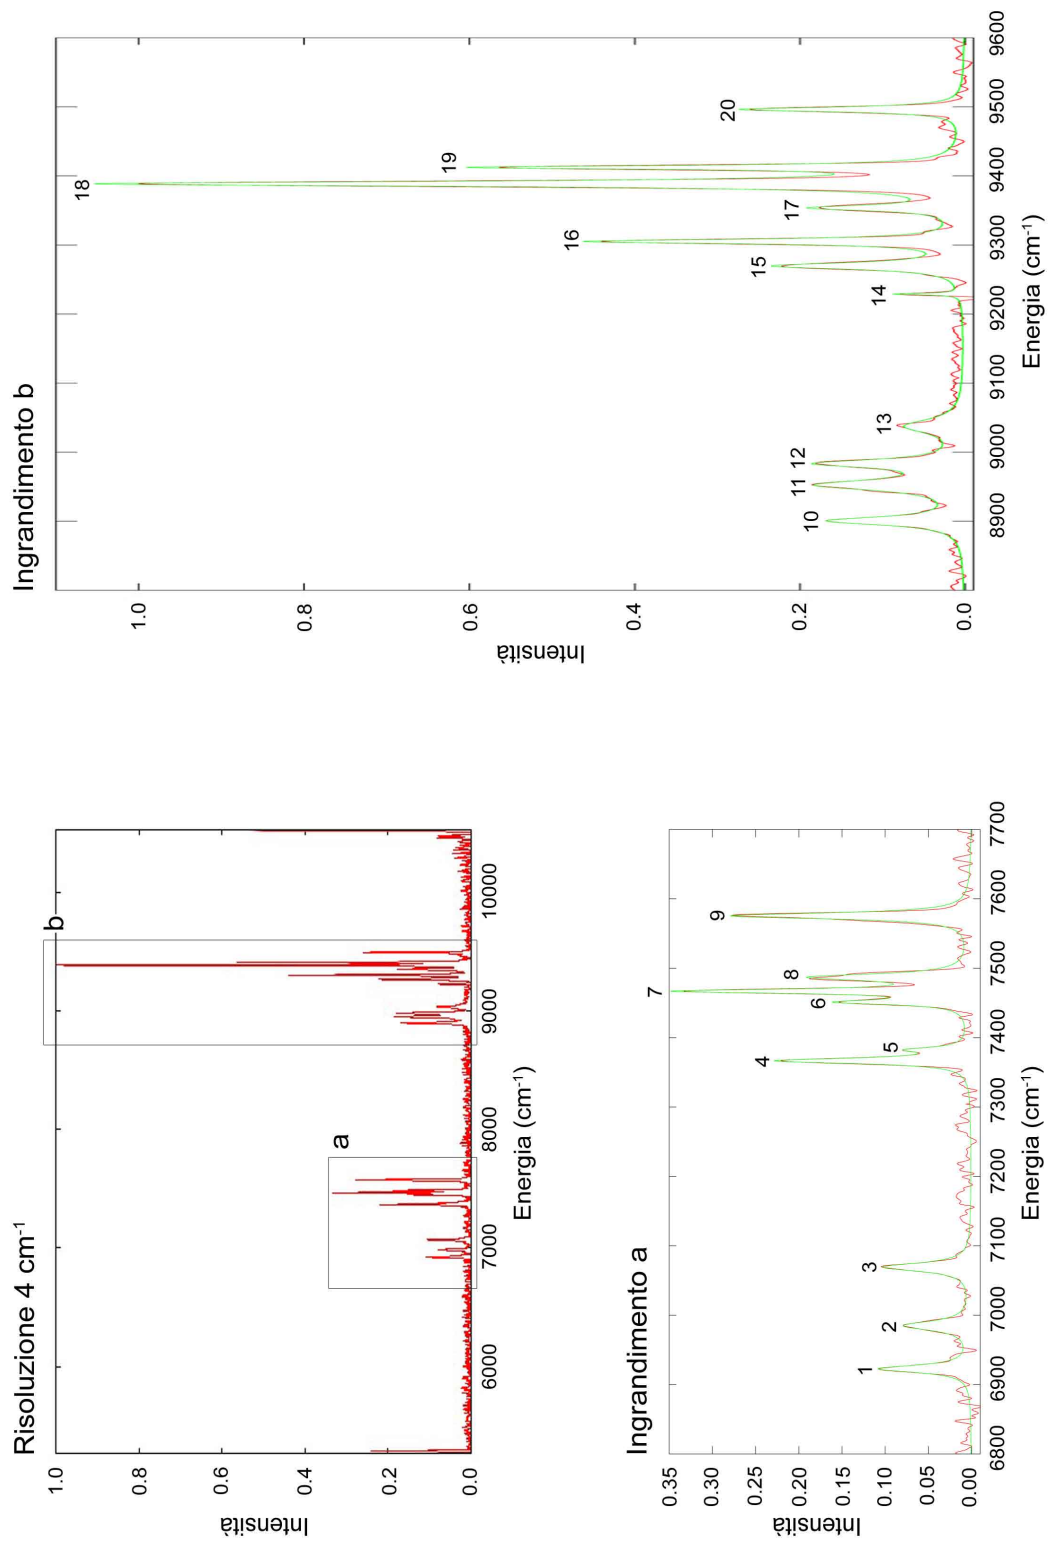 Risoluzione 4 cm⁻¹
Intensitá
1.0
0.8
0.6
0.4
0.2
0.0
a
b
6000 7000 8000 9000 10000
Energia (cm⁻¹)
Ingrandimento a
Intensitá
0.35
0.30
0.25
0.20
0.15
0.10
0.05
0.00
1 2 3 4 5 6 7 8 9
6800 6900 7000 7100 7200 7300 7400 7500 7600 7700
Energia (cm⁻¹)
Ingrandimento b
Intensitá
1.0
0.8
0.6
0.4
0.2
0.0
10 11 12 13 14 15 16 17 18 19 20
8900 9000 9100 9200 9300 9400 9500 9600
Energia (cm⁻¹)